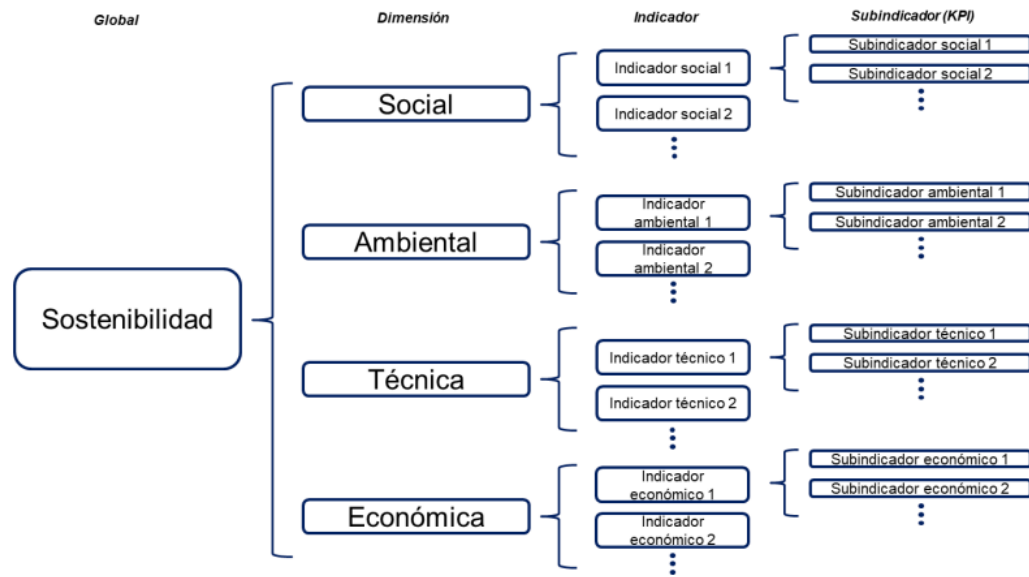 Global
Dimensión
Indicador
Subindicador (KPI)
Sostenibilidad
Social
Indicador social 1
Indicador social 2
Subindicador social 1
Subindicador social 2
Ambiental
Indicador
ambiental 1
Indicador
ambiental 2
Subindicador ambiental 1
Subindicador ambiental 2
Técnica
Indicador técnico 1
Indicador técnico 2
Subindicador técnico 1
Subindicador técnico 2
Económica
Indicador
económico 1
Indicador
económico 2
Subindicador económico 1
Subindicador económico 2